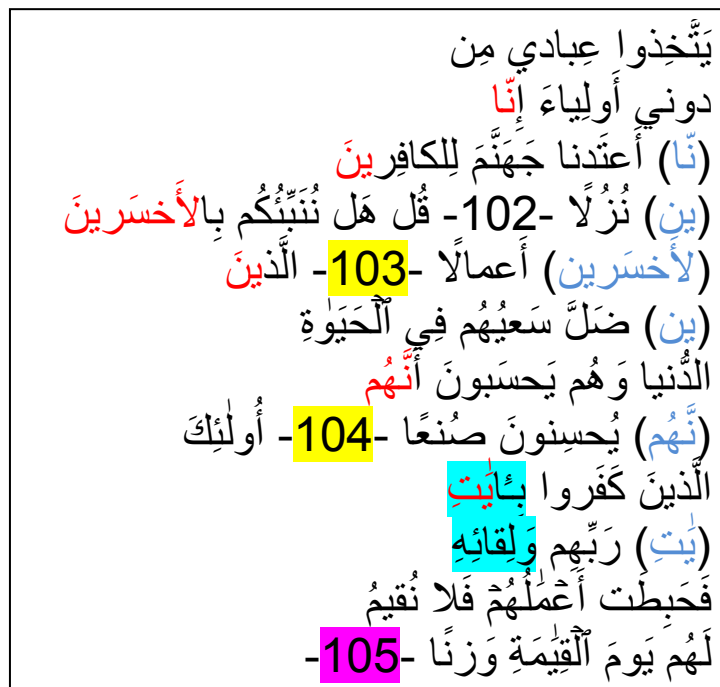 يَتَّخِذوا عِبادي مِن
دوني أَولِياءَ إِنّا
(نّا) أَعتَدنا جَهَنَّمَ لِلكافِرينَ
(ين) نُزُلًا -102- قُل هَل نُنَبِّئُكُم بِالأَخسَرينَ
(لأَخسَرين) أَعمالًا -103- الَّذينَ
(ين) ضَلَّ سَعيُهُم فِي ٱلۡحَيَوٰةِ
الدُّنيا وَهُم يَحسَبونَ أَنَّهُم
(نَّهُم) يُحسِنونَ صُنعًا -104- أُولٰئِكَ
الَّذينَ كَفَروا بِـَٔايَٰتِ
(يَٰتِ) رَبِّهِم وَلِقائِهِ
فَحَبِطَت أَعۡمَٰلُهُمۡ فَلا نُقيمُ
لَهُم يَومَ ٱلۡقِيَٰمَةِ وَزنًا -105-